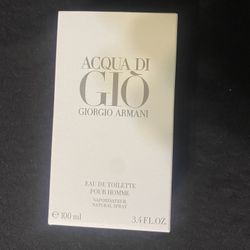 ACQUA DI
GIÒ
GIORGIO ARMANI
EAU DE TOILETTE
POUR HOMME
VAPORISATEUR
NATURAL SPRAY
℮ 100 ml 3.4 FL.OZ